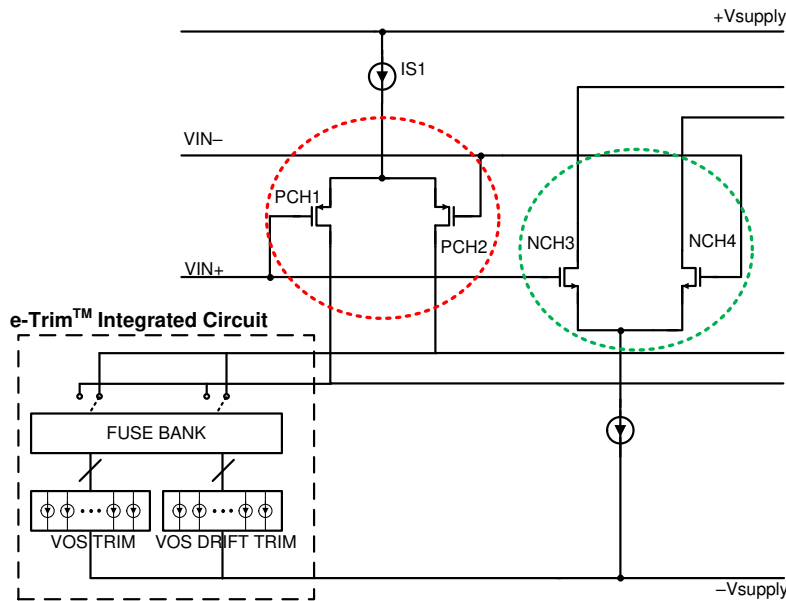 +Vsupply
IS1
VIN–
PCH1
PCH2
NCH3
NCH4
VIN+
e-Trim™ Integrated Circuit
FUSE BANK
VOS TRIM
VOS DRIFT TRIM
–Vsupply